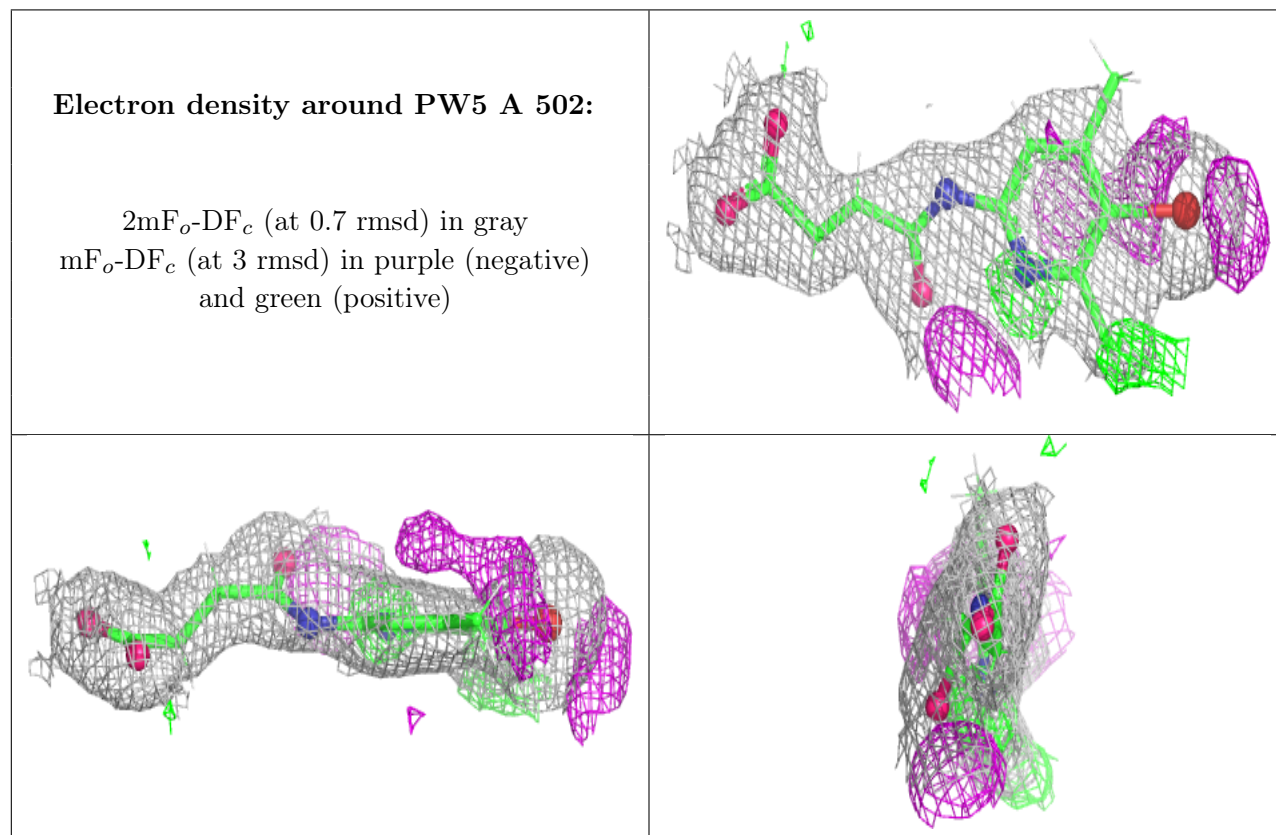 Electron density around PW5 A 502:
2mFo-DFc (at 0.7 rmsd) in gray
mFo-DFc (at 3 rmsd) in purple (negative)
and green (positive)